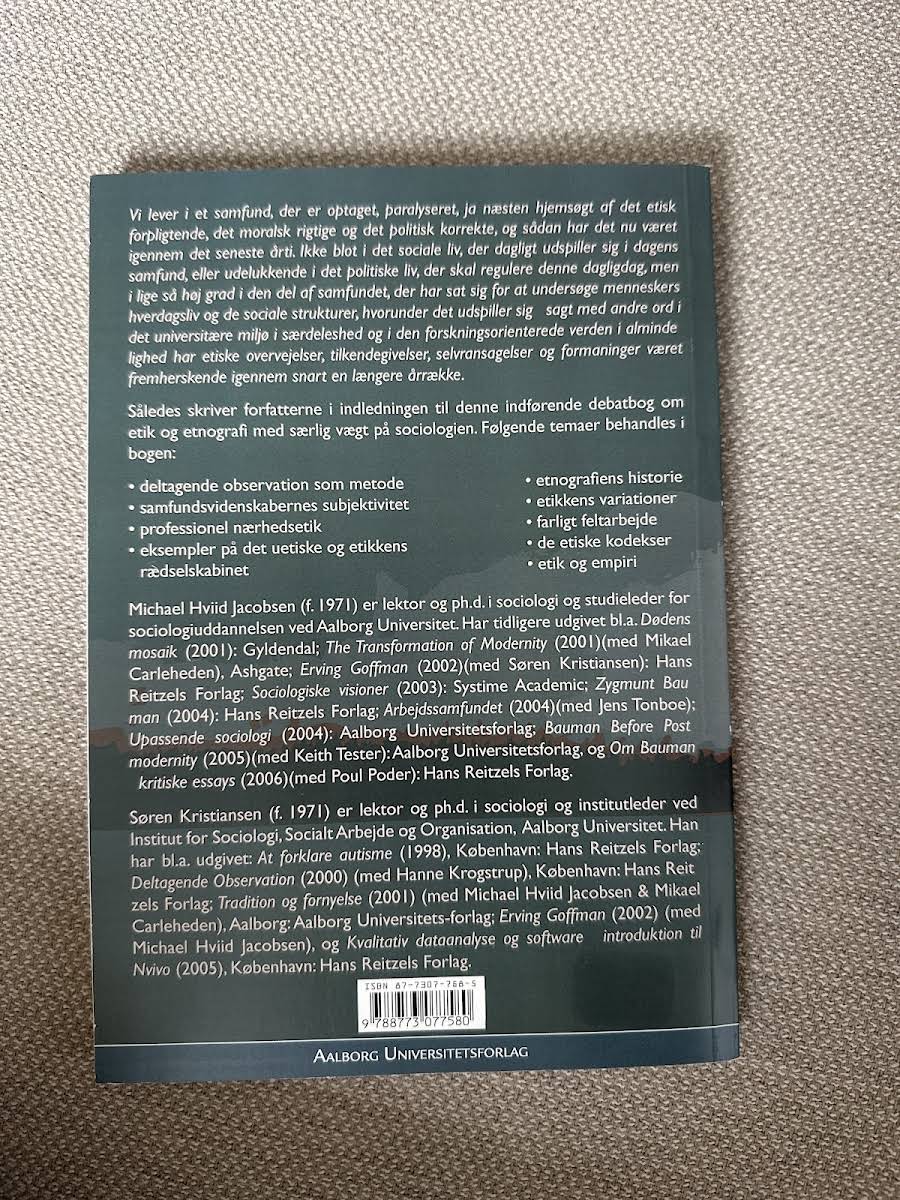 Vi lever i et samfund, der er optaget, paralyseret, ja næsten hjemsøgt af det etisk
forpligtende, det moralsk rigtige og det politisk korrekte, og sådan har det nu været
igennem det seneste årti. Ikke blot i det sociale liv, der dagligt udspiller sig i dagens
samfund, eller udelukkende i det politiske liv, der skal regulere denne dagligdag, men
i lige så høj grad i den del af samfundet, der har sat sig for at undersøge menneskers
hverdagsliv og de sociale strukturer, hvorunder det udspiller sig sagt med andre ord i
det universitære miljø i særdeleshed og i den forskningsorienterede verden i alminde
lighed har etiske overvejelser, tilkendegivelser, selvransagelser og formaninger været
fremherskende igennem snart en længere årrække.
Således skriver forfatterne i indledningen til denne indførende debatbog om
etik og etnografi med særlig vægt på sociologien. Følgende temaer behandles i
bogen:
• deltagende observation som metode
• samfundsvidenskabernes subjektivitet
• professionel nærhedsetik
• eksempler på det uetiske og etikkens
rædselskabinet
• etnografiens historie
• etikkens variationer
• farligt feltarbejde
• de etiske kodekser
• etik og empiri
Michael Hviid Jacobsen (f. 1971) er lektor og ph.d. i sociologi og studieleder for
sociologiuddannelsen ved Aalborg Universitet. Har tidligere udgivet bl.a. Dødens
mosaik (2001): Gyldendal; The Transformation of Modernity (2001)(med Mikael
Carleheden), Ashgate; Erving Goffman (2002)(med Søren Kristiansen): Hans
Reitzels Forlag; Sociologiske visioner (2003): Systime Academic; Zygmunt Bau
man (2004): Hans Reitzels Forlag; Arbejdssamfundet (2004)(med Jens Tonboe);
Upassende sociologi (2004): Aalborg Universitetsforlag; Bauman Before Post
modernity (2005)(med Keith Tester): Aalborg Universitetsforlag, og Om Bauman
kritiske essays (2006)(med Poul Poder): Hans Reitzels Forlag.
Søren Kristiansen (f. 1971) er lektor og ph.d. i sociologi og institutleder ved
Institut for Sociologi, Socialt Arbejde og Organisation, Aalborg Universitet. Han
har bl.a. udgivet: At forklare autisme (1998), København: Hans Reitzels Forlag;
Deltagende Observation (2000) (med Hanne Krogstrup), København: Hans Reit
zels Forlag; Tradition og fornyelse (2001) (med Michael Hviid Jacobsen & Mikael
Carleheden), Aalborg: Aalborg Universitets-forlag; Erving Goffman (2002) (med
Michael Hviid Jacobsen), og Kvalitativ dataanalyse og software introduktion til
Nvivo (2005), København: Hans Reitzels Forlag.
ISBN 87-7307-768-5
9 788773 077580
AALBORG UNIVERSITETSFORLAG